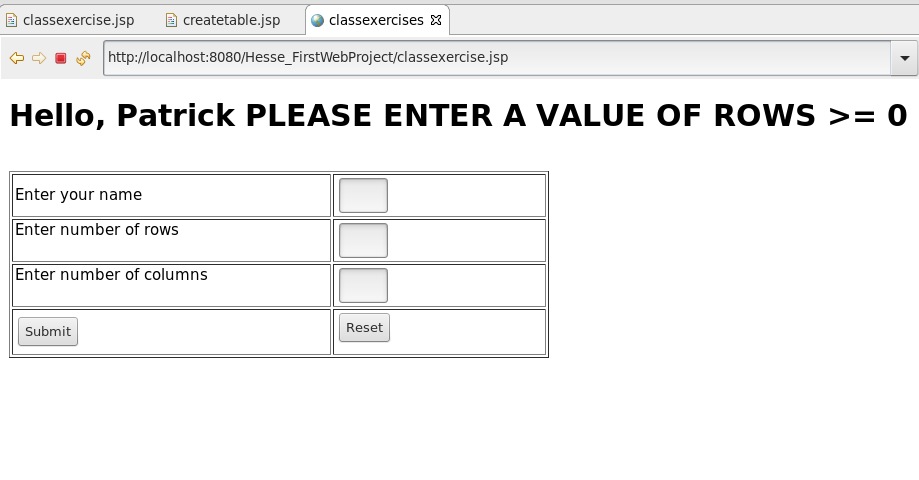 classexercise.jsp createtable.jsp classexercises
http://localhost:8080/Hesse_FirstWebProject/classexercise.jsp
Hello, Patrick PLEASE ENTER A VALUE OF ROWS >= 0
Enter your name
Enter number of rows
Enter number of columns
Submit Reset